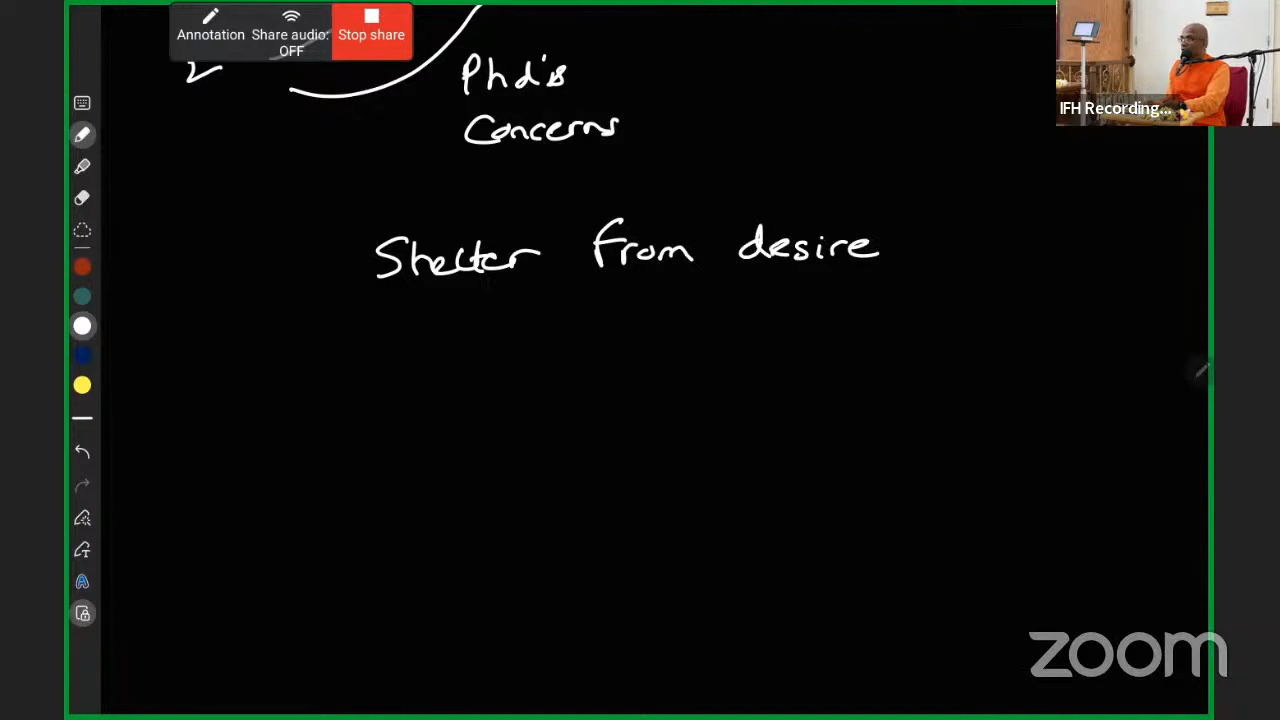 Annotation
Share audio:
OFF
Stop share
IFH Recording...
Phd's
Concerns
Shelter from desire
zoom